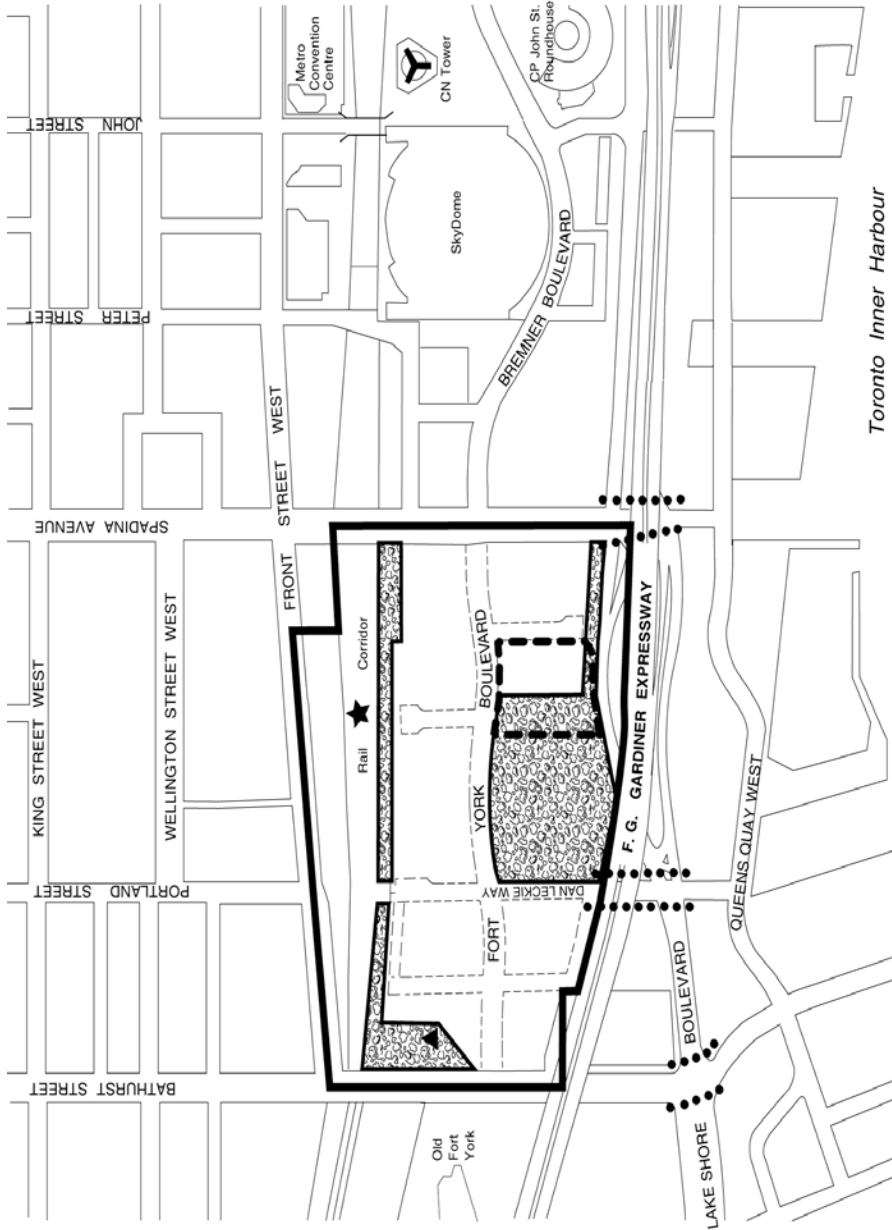 JOHN STREET
PETER STREET
SPADINA AVENUE
PORTLAND STREET
BATHURST STREET
KING STREET WEST
WELLINGTON STREET WEST
FRONT STREET WEST
Metro
Convention
Centre
CN Tower
CP John St.
Roundhouse
SkyDome
BREMNER BOULEVARD
Rail Corridor
FORT YORK BOULEVARD
DAN LECKIE WAY
F. G. GARDINER EXPRESSWAY
Old
Fort
York
LAKE SHORE BOULEVARD
QUEENS QUAY WEST
Toronto Inner Harbour